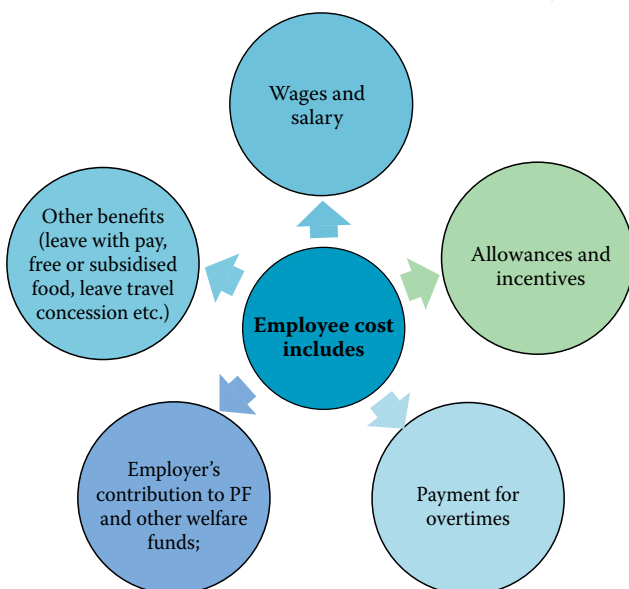 Wages and
salary
Allowances and
incentives
Payment for
overtimes
Employer's
contribution to PF
and other welfare
funds;
Other benefits
(leave with pay,
free or subsidised
food, leave travel
concession etc.)
Employee cost
includes